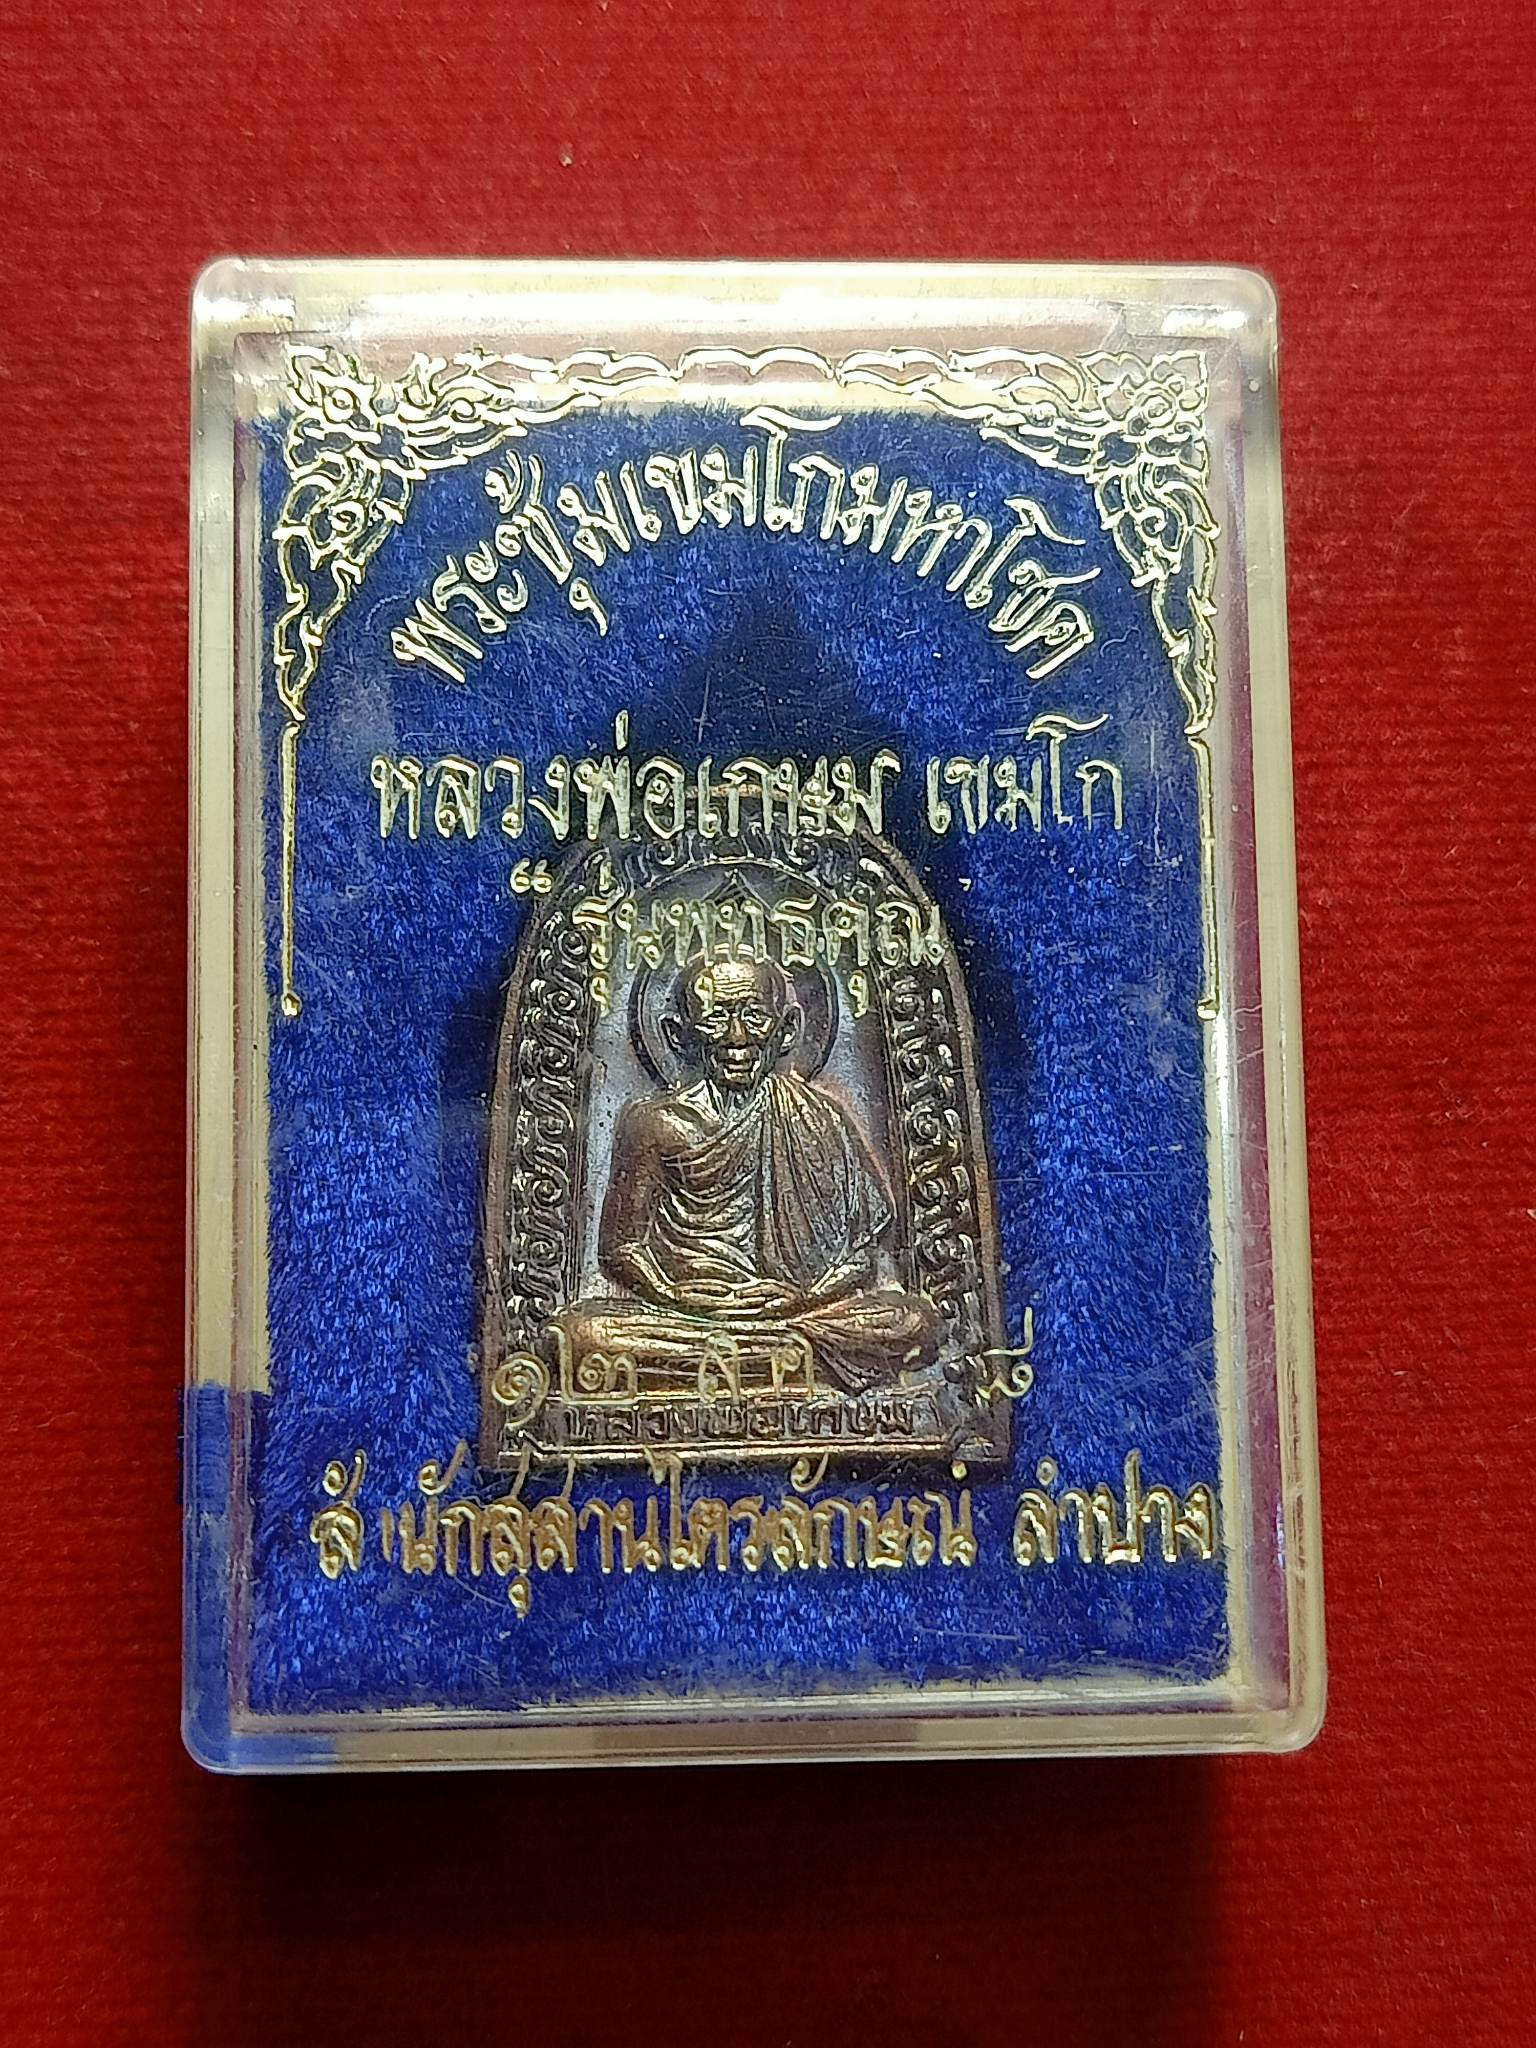 พระซุ้มเขมโกมหาโชค
หลวงพ่อเกษม เขมโก
“ รุ่นพุทธคุณ
๑๒ ส ค ๓๘
หลวงพ่อเกษม
สำนักสุสานไตรลักษณ์ ลำปาง